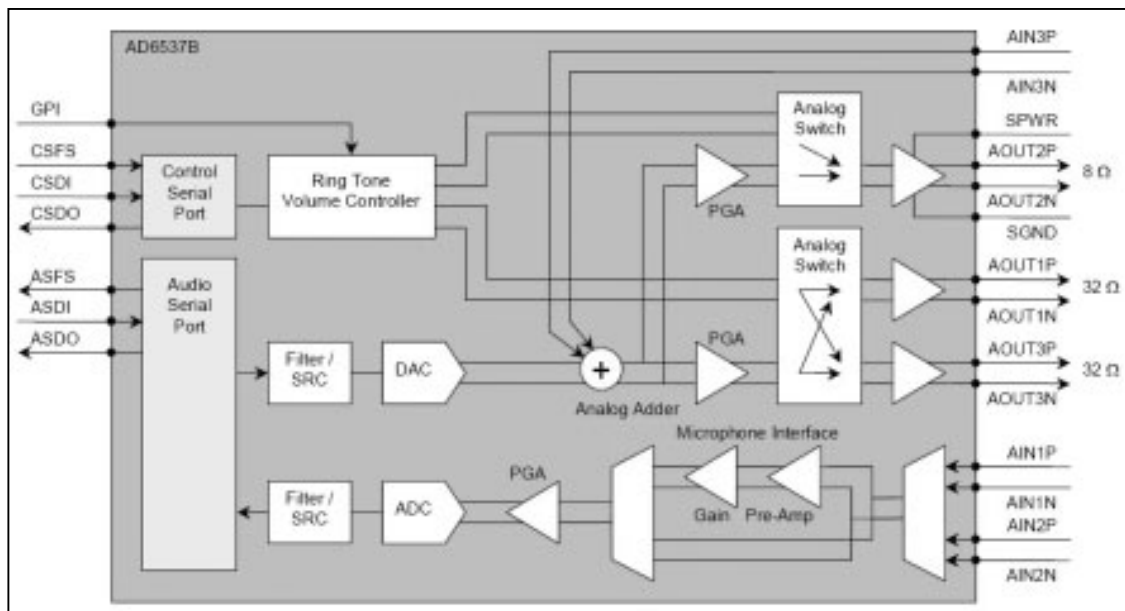 AD6537B
AIN3P
AIN3N
GPI
CSFS
CSDI
CSDO
Control
Serial
Port
Ring Tone
Volume Controller
Analog
Switch
PGA
SPWR
AOUT2P
8 Ω
AOUT2N
SGND
ASFS
ASDI
ASDO
Audio
Serial
Port
Analog
Switch
AOUT1P
32 Ω
AOUT1N
Filter /
SRC
DAC
+
Analog Adder
PGA
AOUT3P
32 Ω
AOUT3N
Microphone Interface
Filter /
SRC
ADC
PGA
Gain
Pre-Amp
AIN1P
AIN1N
AIN2P
AIN2N